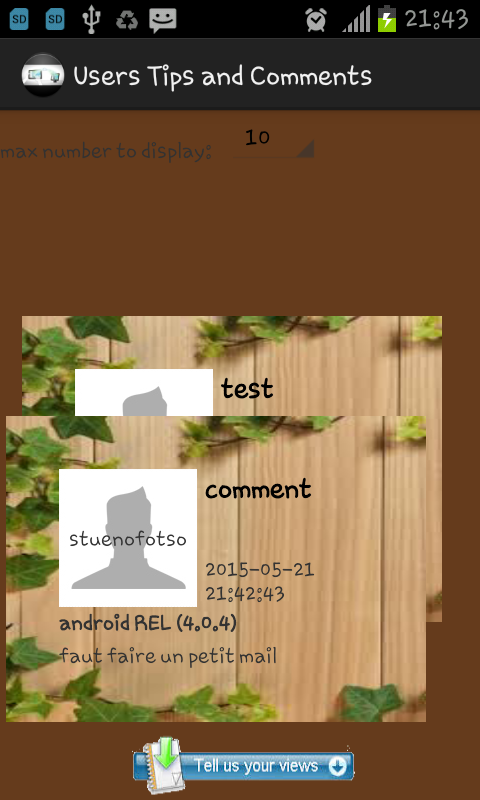 SD SD 21:43
Users Tips and Comments
max number to display: 10
test
comment
stuenofotso
2015-05-21
21:42:43
android REL (4.0.4)
faut faire un petit mail
Tell us your views